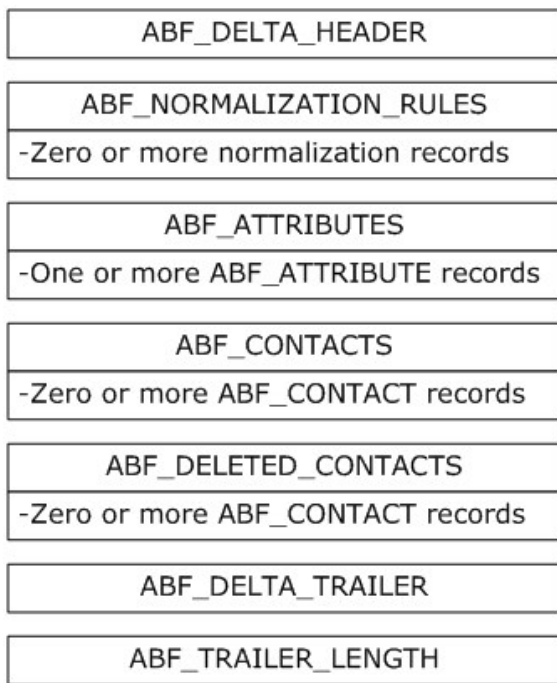 ABF_DELTA_HEADER
ABF_NORMALIZATION_RULES
-Zero or more normalization records
ABF_ATTRIBUTES
-One or more ABF_ATTRIBUTE records
ABF_CONTACTS
-Zero or more ABF_CONTACT records
ABF_DELETED_CONTACTS
-Zero or more ABF_CONTACT records
ABF_DELTA_TRAILER
ABF_TRAILER_LENGTH